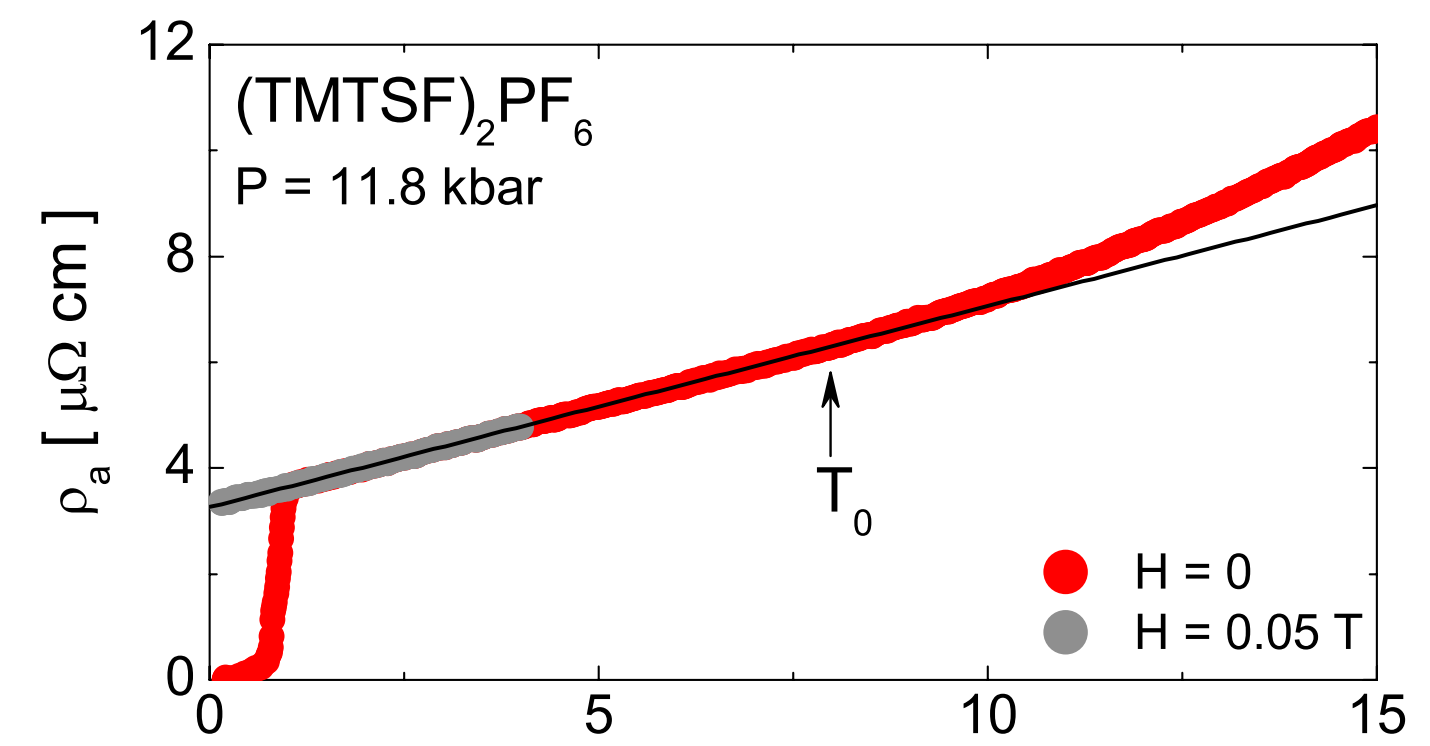 12
(TMTSF)₂PF₆
P = 11.8 kbar
8
ρₐ [ μΩ cm ]
4
T₀
H = 0
H = 0.05 T
0
0 5 10 15